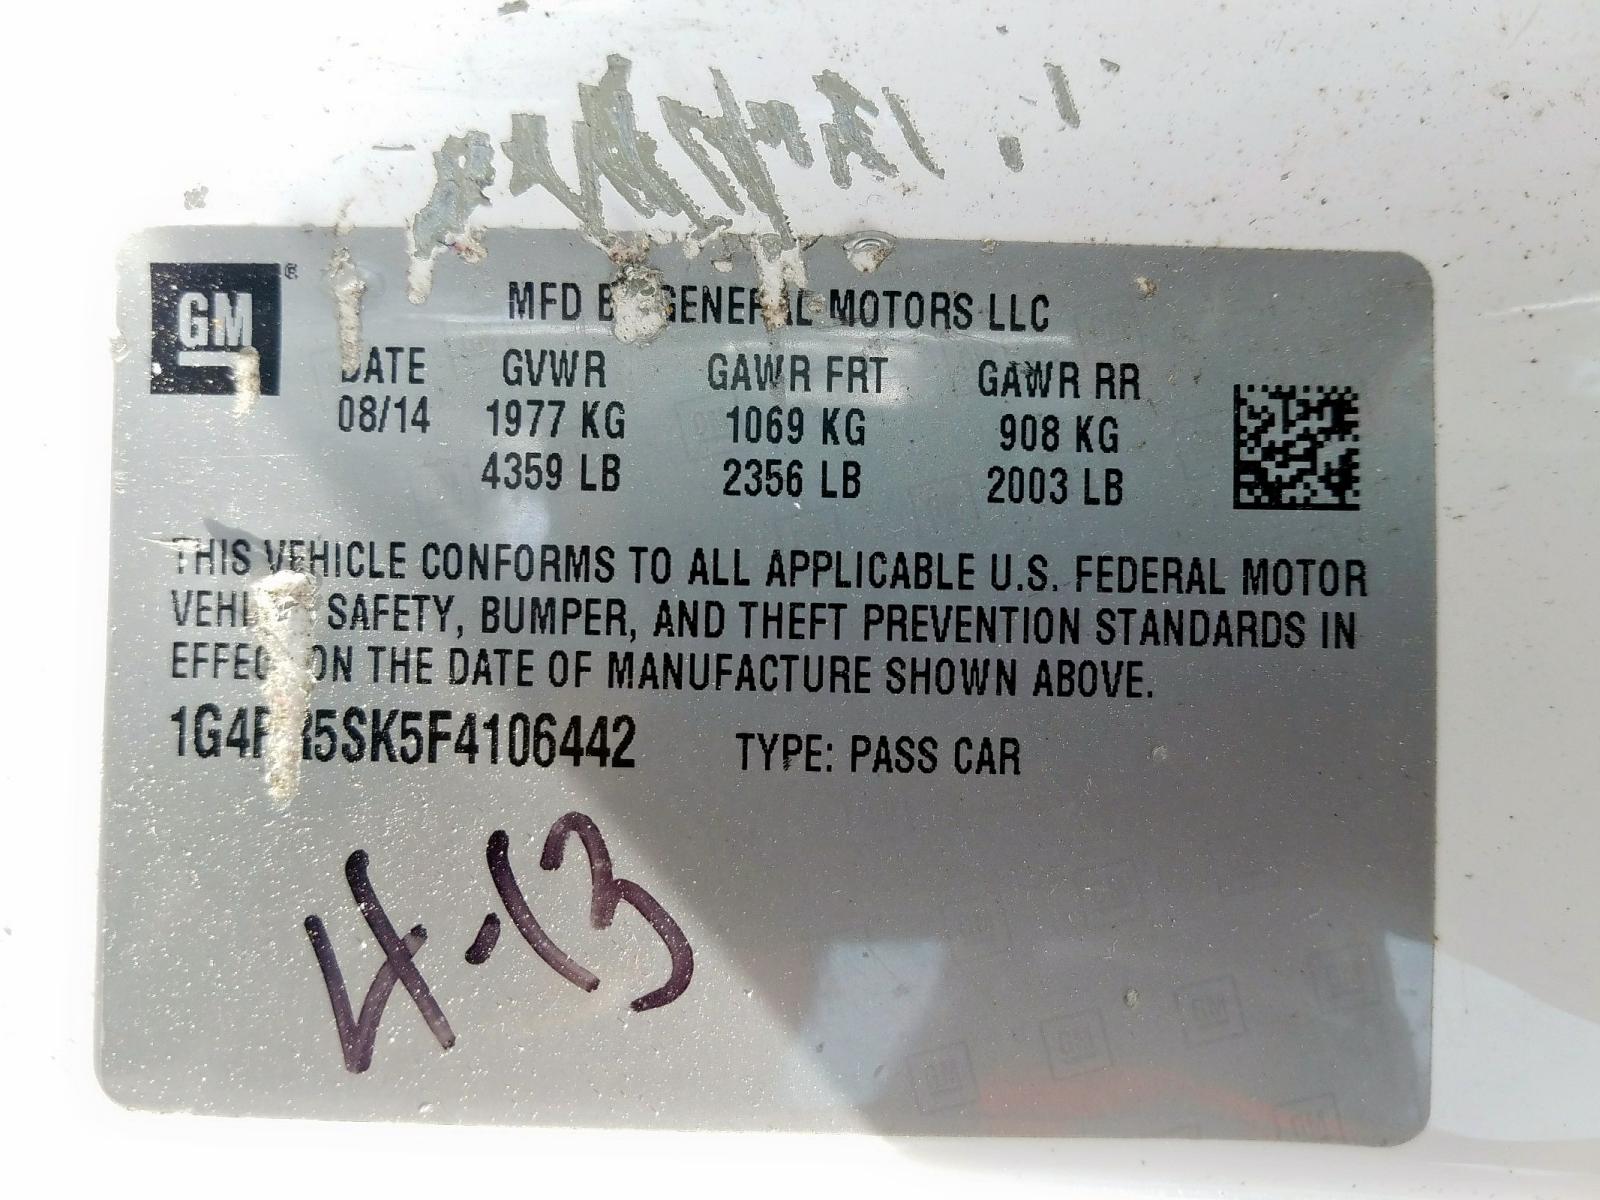 GM ®
MFD GENERAL MOTORS LLC
DATE GVWR GAWR FRT GAWR RR
08/14 1977 KG 1069 KG 908 KG
4359 LB 2356 LB 2003 LB
THIS VEHICLE CONFORMS TO ALL APPLICABLE U.S. FEDERAL MOTOR
SAFETY, BUMPER, AND THEFT PREVENTION STANDARDS IN
ON THE DATE OF MANUFACTURE SHOWN ABOVE.
TYPE: PASS CAR
4-13